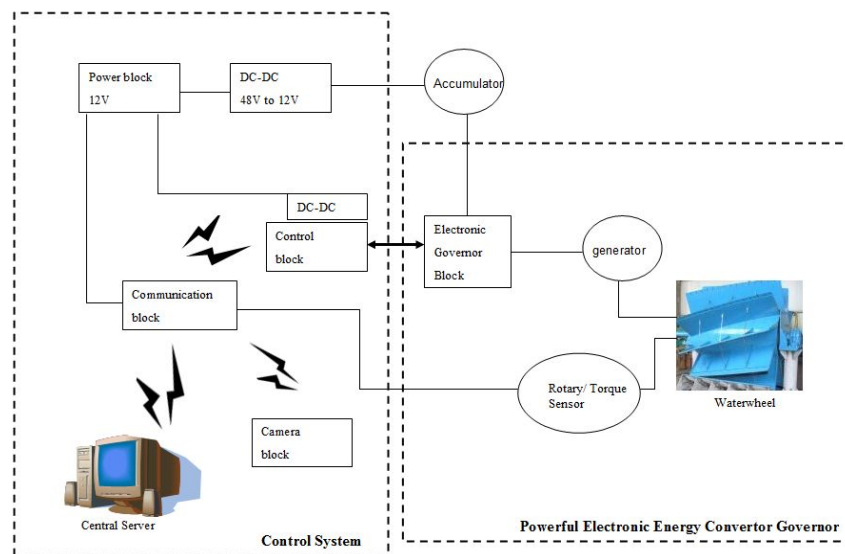 Power block
12V
DC-DC
48V to 12V
Accumulator
DC-DC
Control
block
Electronic
Governor
Block
generator
Communication
block
Rotary/ Torque
Sensor
Waterwheel
Camera
block
Central Server
Control System
Powerful Electronic Energy Convertor Governor